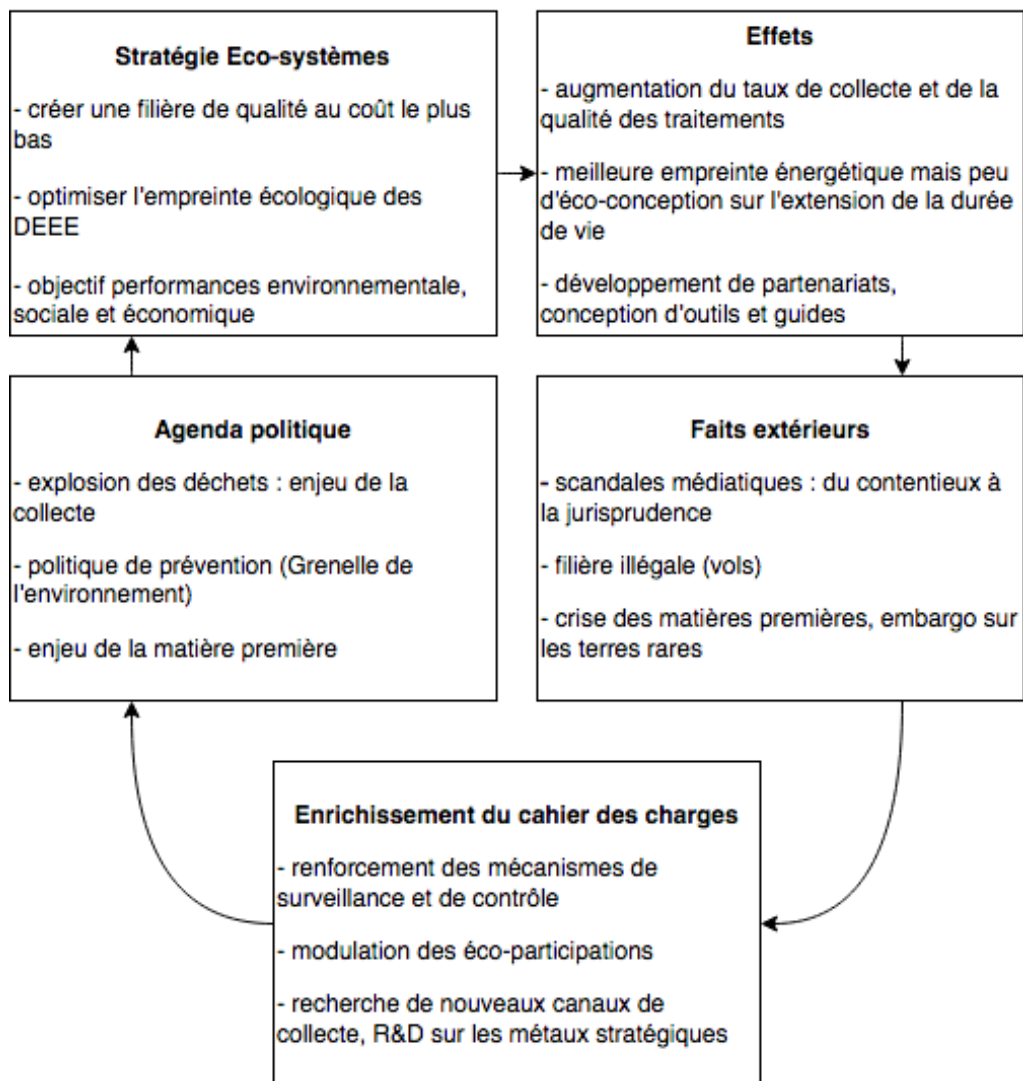 Stratégie Eco-systèmes
- créer une filière de qualité au coût le plus
bas
- optimiser l'empreinte écologique des
DEEE
- objectif performances environnementale,
sociale et économique
Effets
- augmentation du taux de collecte et de la
qualité des traitements
- meilleure empreinte énergétique mais peu
d'éco-conception sur l'extension de la durée
de vie
- développement de partenariats,
conception d'outils et guides
Agenda politique
- explosion des déchets : enjeu de la
collecte
- politique de prévention (Grenelle de
l'environnement)
- enjeu de la matière première
Faits extérieurs
- scandales médiatiques : du contentieux à
la jurisprudence
- filière illégale (vols)
- crise des matières premières, embargo sur
les terres rares
Enrichissement du cahier des charges
- renforcement des mécanismes de
surveillance et de contrôle
- modulation des éco-participations
- recherche de nouveaux canaux de
collecte, R&D sur les métaux stratégiques